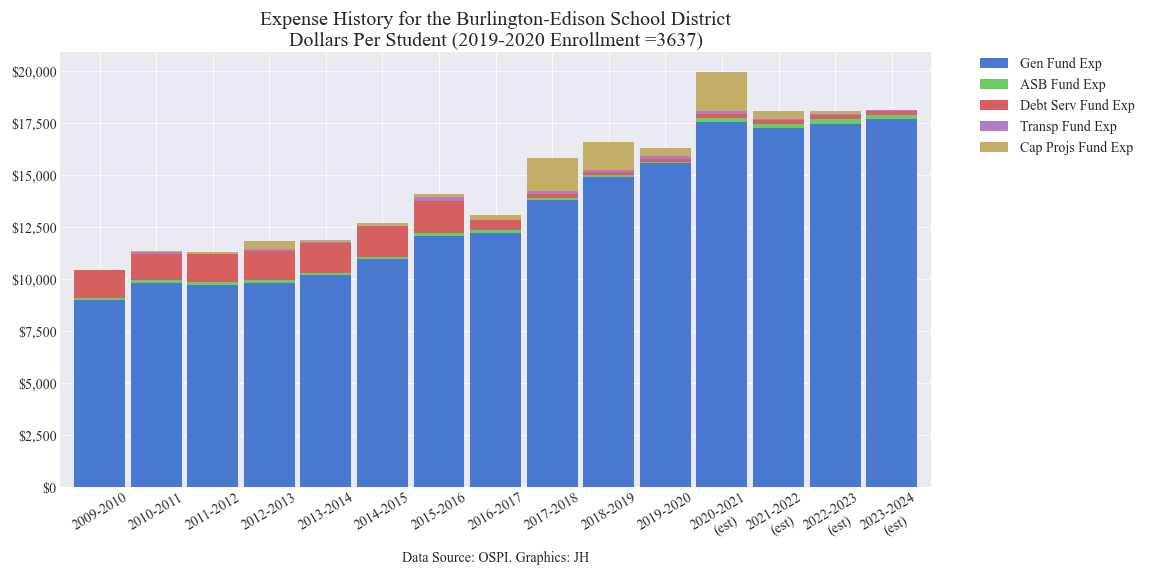 Expense History for the Burlington-Edison School District
Dollars Per Student (2019-2020 Enrollment =3637)
Gen Fund Exp
ASB Fund Exp
Debt Serv Fund Exp
Transp Fund Exp
Cap Projs Fund Exp
$20,000
$17,500
$15,000
$12,500
$10,000
$7,500
$5,000
$2,500
$0
2009-2010
2010-2011
2011-2012
2012-2013
2013-2014
2014-2015
2015-2016
2016-2017
2017-2018
2018-2019
2019-2020
2020-2021
(est)
2021-2022
(est)
2022-2023
(est)
2023-2024
(est)
Data Source: OSPI. Graphics: JH